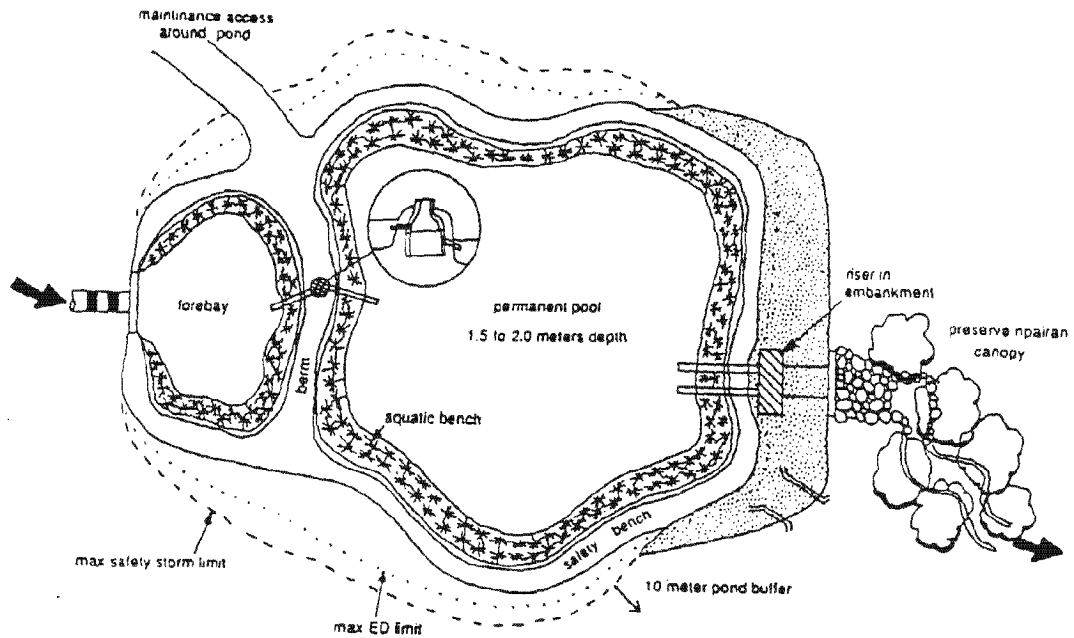 maintinance access
around pond
forebay
permanent pool
1.5 to 2.0 meters depth
riser in
embankment
preserve riparian
canopy
berm
aquatic bench
safety bench
max safety storm limit
10 meter pond buffer
max ED limit